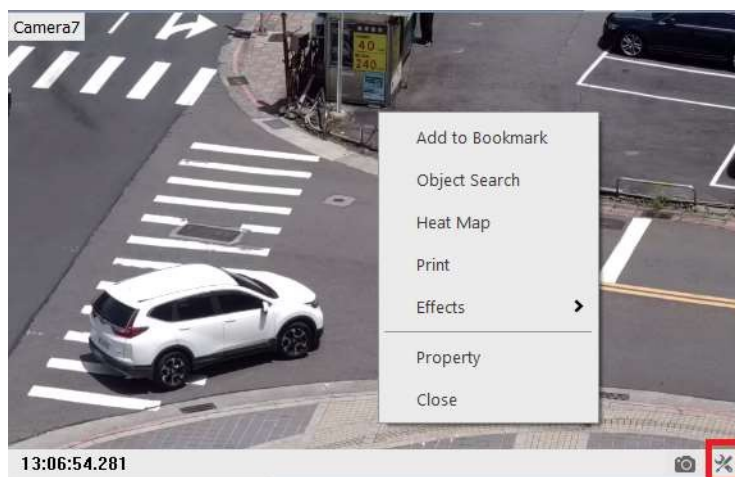 Camera7
40
240
Add to Bookmark
Object Search
Heat Map
Print
Effects
Property
Close
13:06:54.281